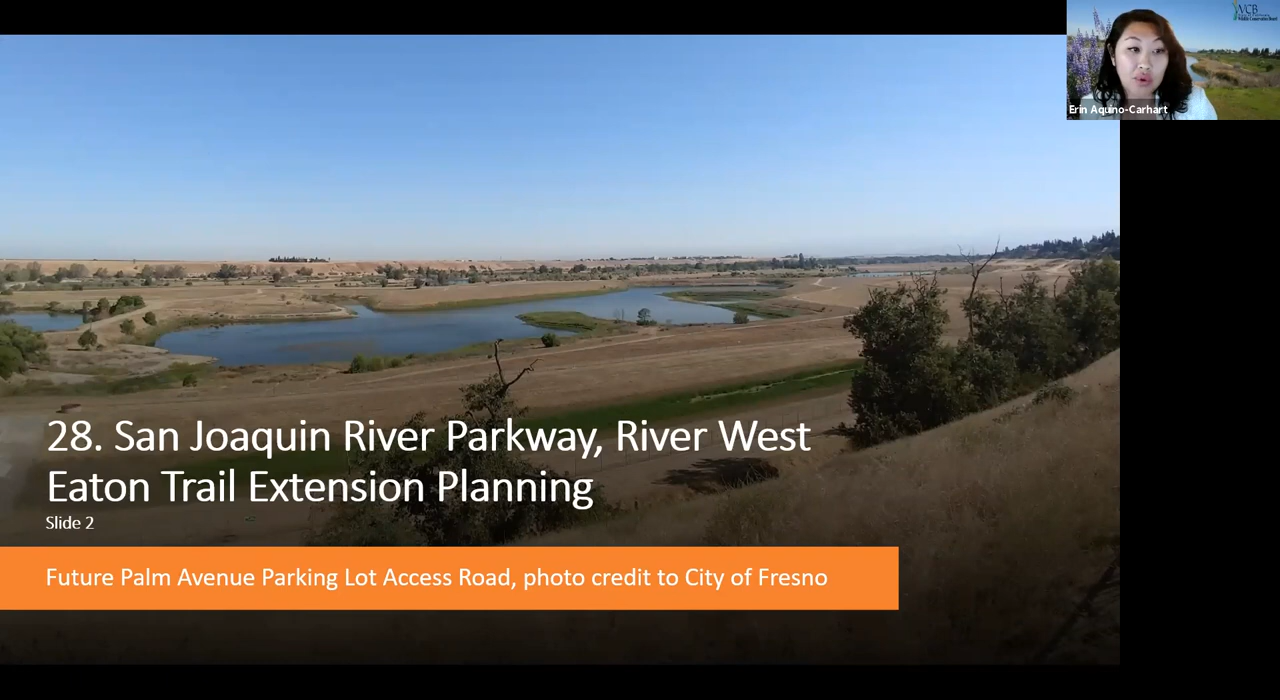 28. San Joaquin River Parkway, River West
Eaton Trail Extension Planning
Slide 2
Future Palm Avenue Parking Lot Access Road, photo credit to City of Fresno
Erin Aquino-Carhart